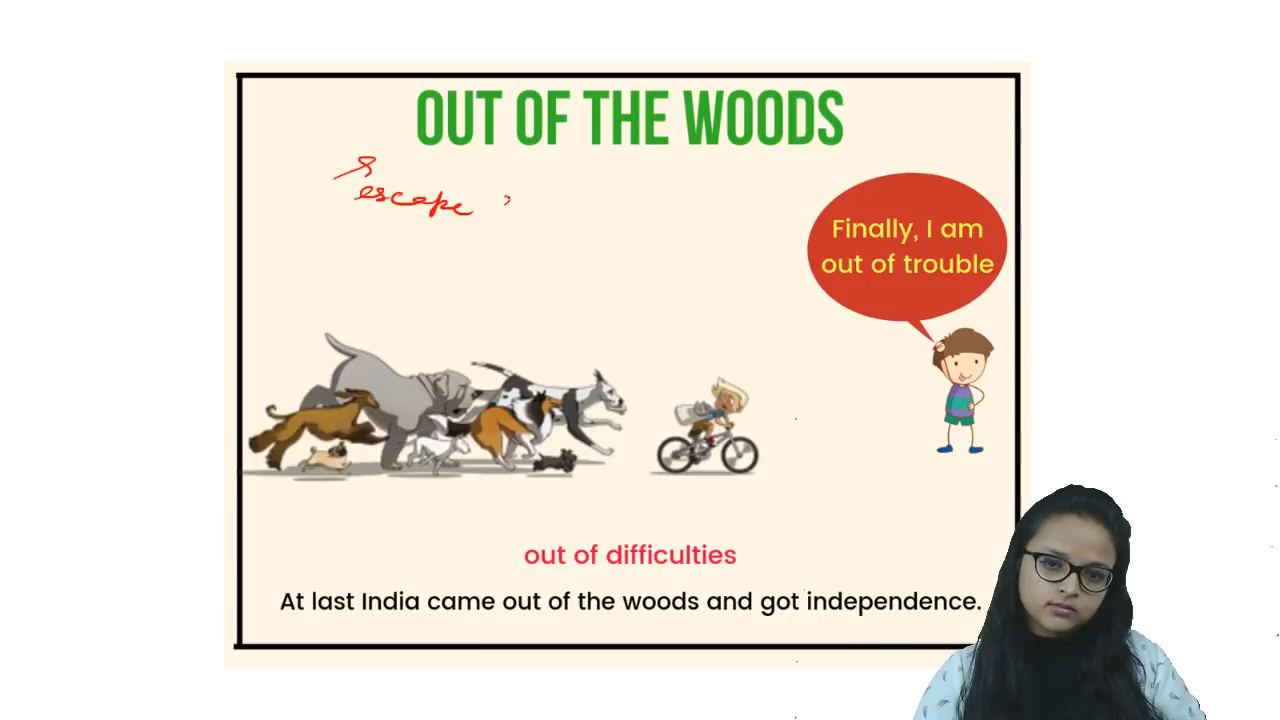 OUT OF THE WOODS
escape
Finally, I am
out of trouble
out of difficulties
At last India came out of the woods and got independence.